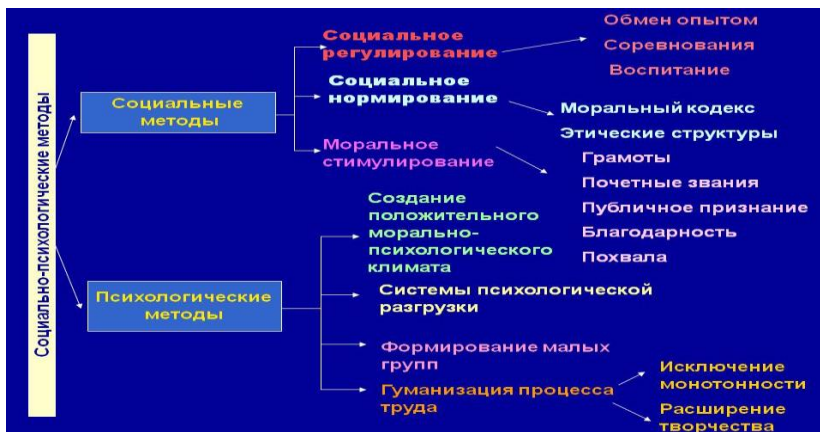 Социально-психологические методы
Социальные
методы
Социальное
регулирование
Обмен опытом
Соревнования
Воспитание
Социальное
нормирование
Моральный кодекс
Этические структуры
Моральное
стимулирование
Грамоты
Почетные звания
Публичное признание
Благодарность
Похвала
Психологические
методы
Создание
положительного
морально-
психологического
климата
Системы психологической
разгрузки
Формирование малых
групп
Гуманизация процесса
труда
Исключение
монотонности
Расширение
творчества